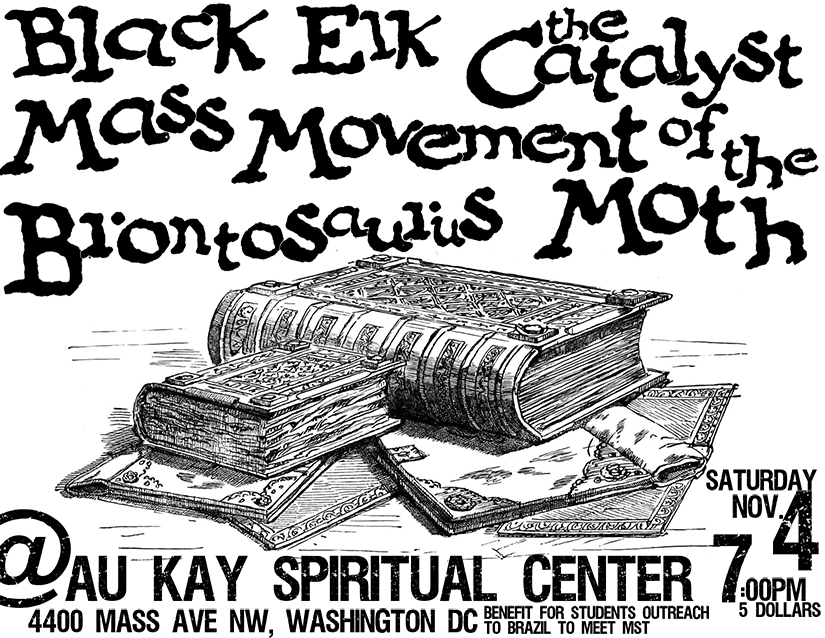 Black Elk the Catalyst
Mass Movement of the Moth
Brontosaurus
SATURDAY
NOV. 4
7:00PM
5 DOLLARS
@ AU KAY SPIRITUAL CENTER
4400 MASS AVE NW, WASHINGTON DC
BENEFIT FOR STUDENTS OUTREACH
TO BRAZIL TO MEET MST